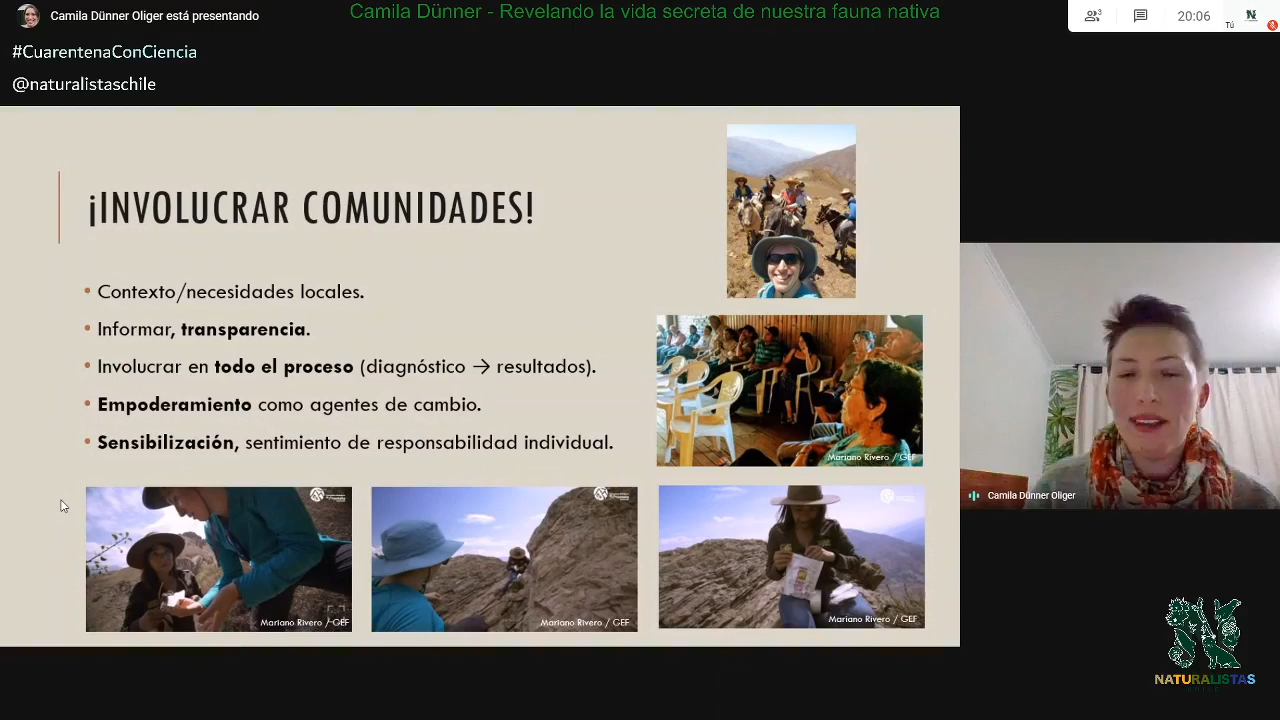 Camila Dünner Oliger está presentando
Camila Dünner - Revelando la vida secreta de nuestra fauna nativa
3
20:06
Tú
#CuarentenaConCiencia
@naturalistaschile
¡INVOLUCRAR COMUNIDADES!
• Contexto/necesidades locales.
• Informar, transparencia.
• Involucrar en todo el proceso (diagnóstico → resultados).
• Empoderamiento como agentes de cambio.
• Sensibilización, sentimiento de responsabilidad individual.
Mariano Rivero / GEF
Mariano Rivero / GEF
Mariano Rivero / GEF
Mariano Rivero / GEF
Camila Dünner Oliger
NATURALISTAS
CHILE